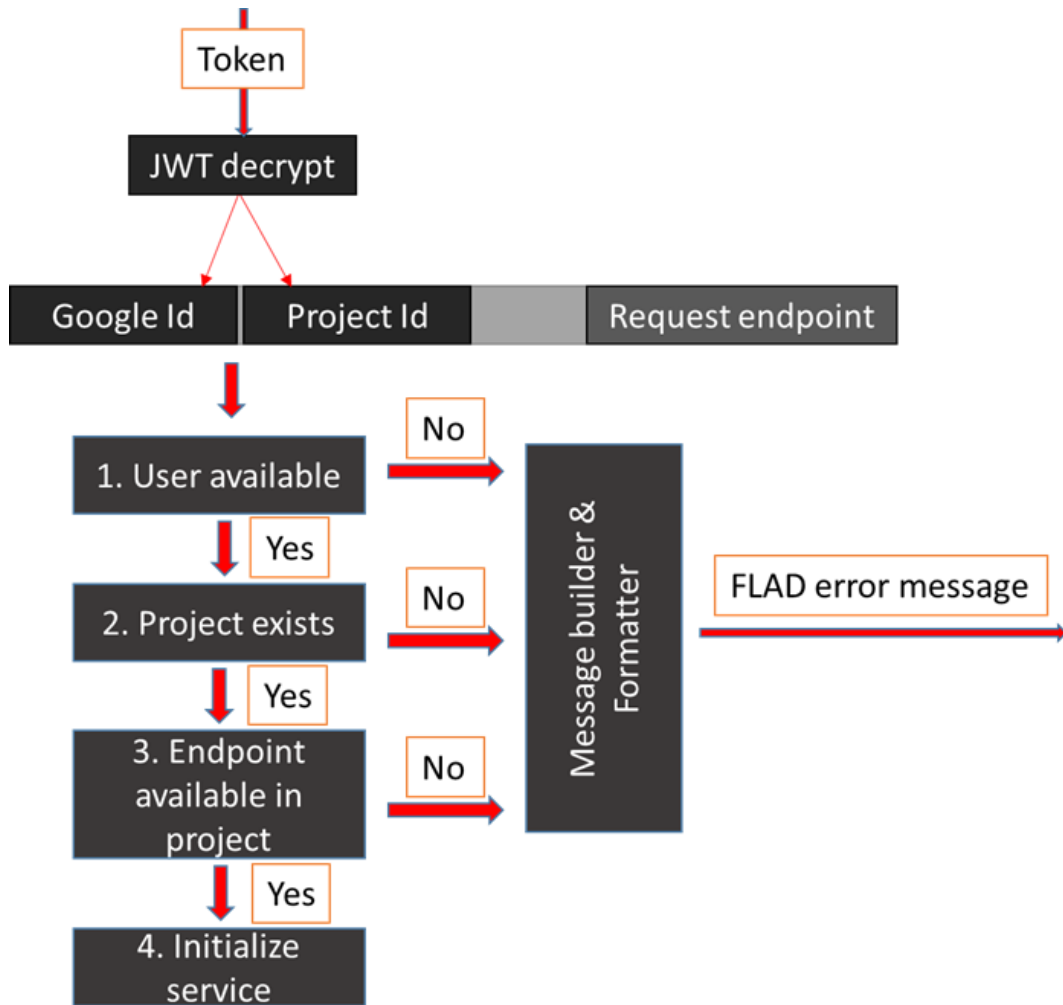 Token
JWT decrypt
Google Id
Project Id
Request endpoint
No
1. User available
Yes
No
2. Project exists
Yes
No
3. Endpoint
available in
project
Yes
4. Initialize
service
Message builder &
Formatter
FLAD error message